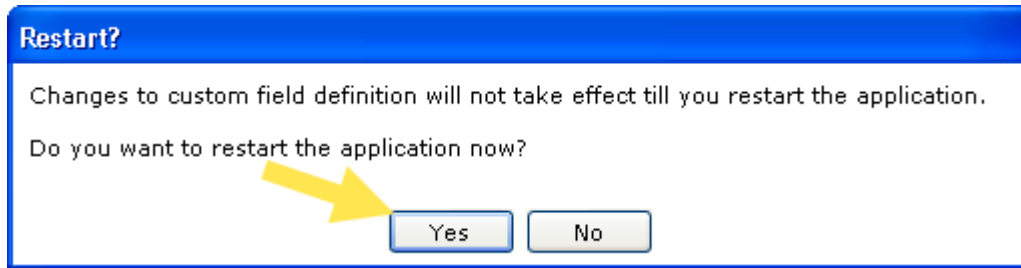 Restart?
Changes to custom field definition will not take effect till you restart the application.
Do you want to restart the application now?
Yes No